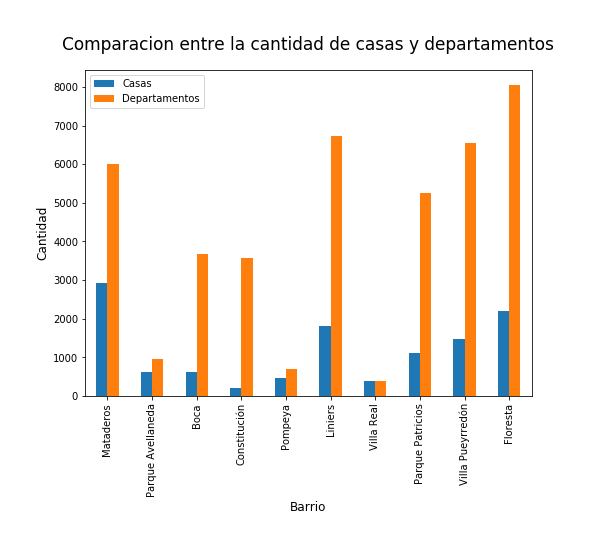 Comparacion entre la cantidad de casas y departamentos
Casas
Departamentos
8000
7000
6000
5000
4000
3000
2000
1000
0
Cantidad
Mataderos
Parque Avellaneda
Boca
Constitución
Pompeya
Liniers
Villa Real
Parque Patricios
Villa Pueyrredón
Floresta
Barrio